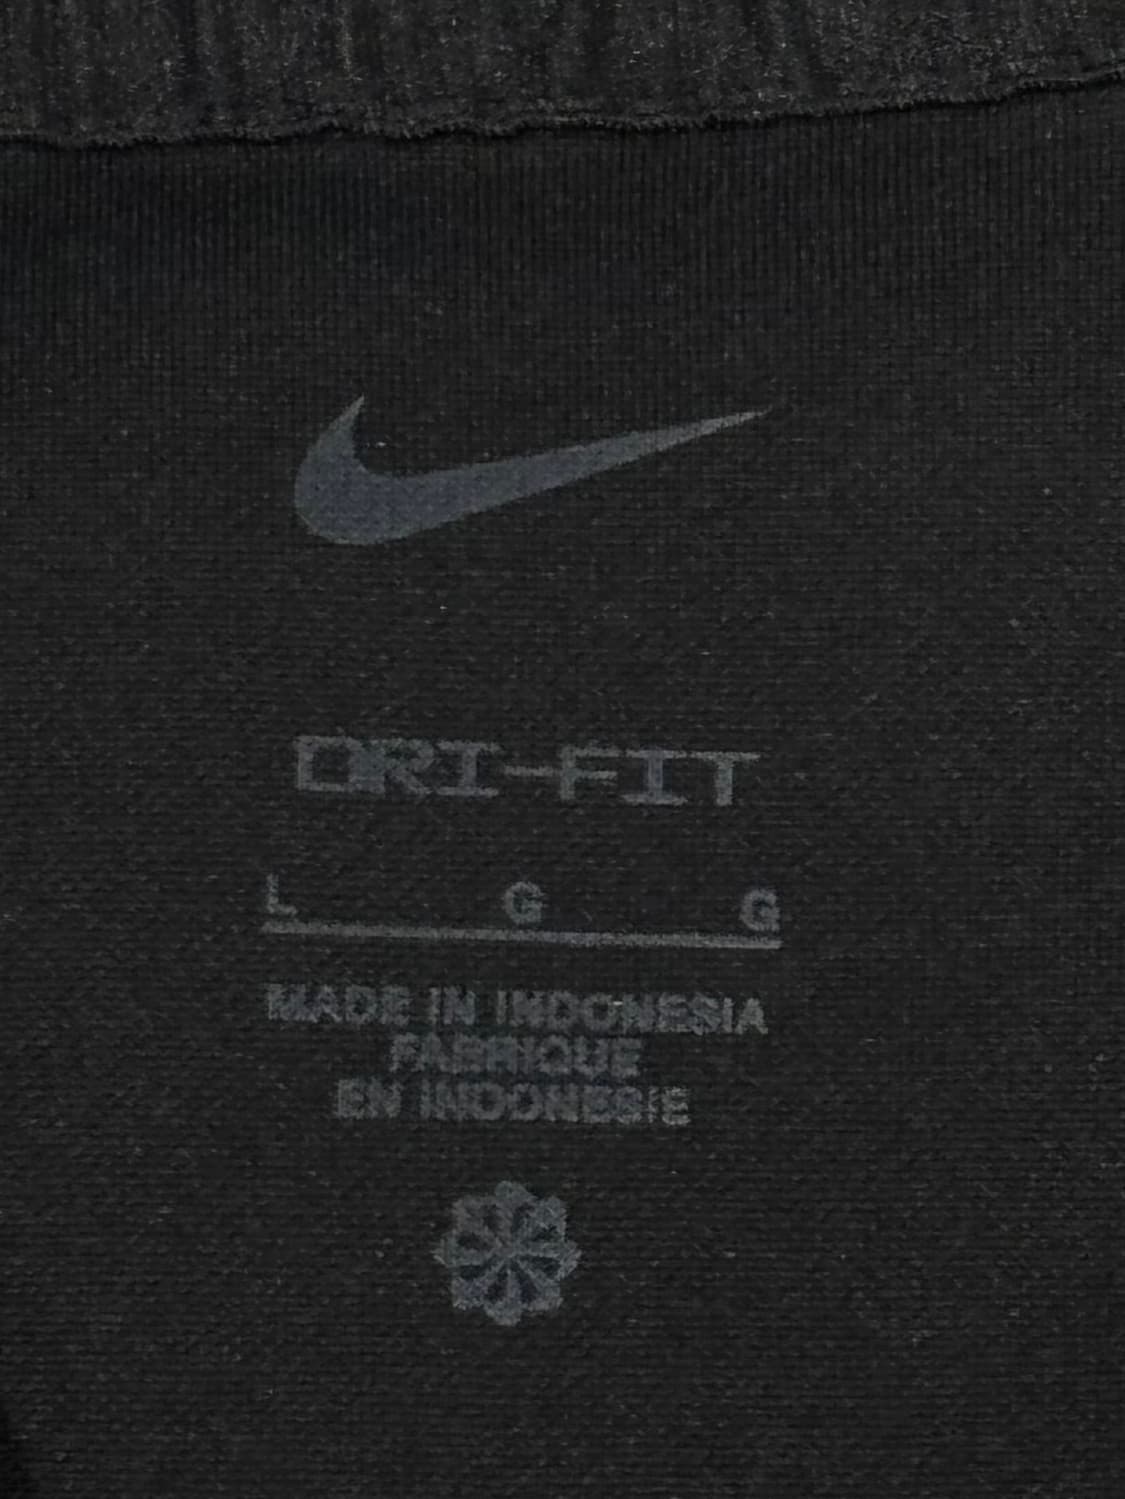 DRI-FIT
L G G
MADE IN INDONESIA
FABRIQUE
EN INDONESIE